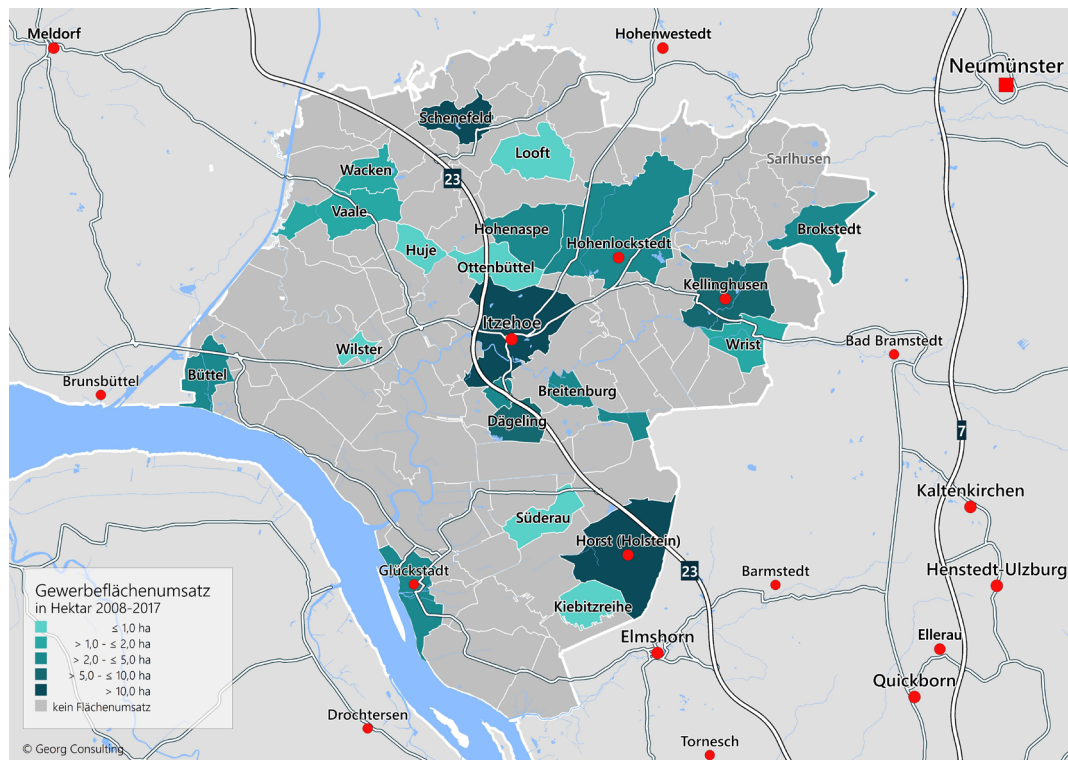 Meldorf
Hohenwestedt
Neumünster
Schenefeld
Looft
Sarlhusen
Wacken
23
Vaale
Hohenaspe
Brokstedt
Huje
Hohenlockstedt
Ottenbüttel
Kellinghusen
Itzehoe
Wilster
Wrist
Bad Bramstedt
Büttel
Brunsbüttel
Breitenburg
Dägeling
7
Kaltenkirchen
Süderau
Horst (Holstein)
Glückstadt
23
Barmstedt
Henstedt-Ulzburg
Kiebitzreihe
Elmshorn
Ellerau
Quickborn
Drochtersen
Tornesch
Gewerbeflächenumsatz
in Hektar 2008-2017
≤ 1,0 ha
> 1,0 - ≤ 2,0 ha
> 2,0 - ≤ 5,0 ha
> 5,0 - ≤ 10,0 ha
> 10,0 ha
kein Flächenumsatz
© Georg Consulting